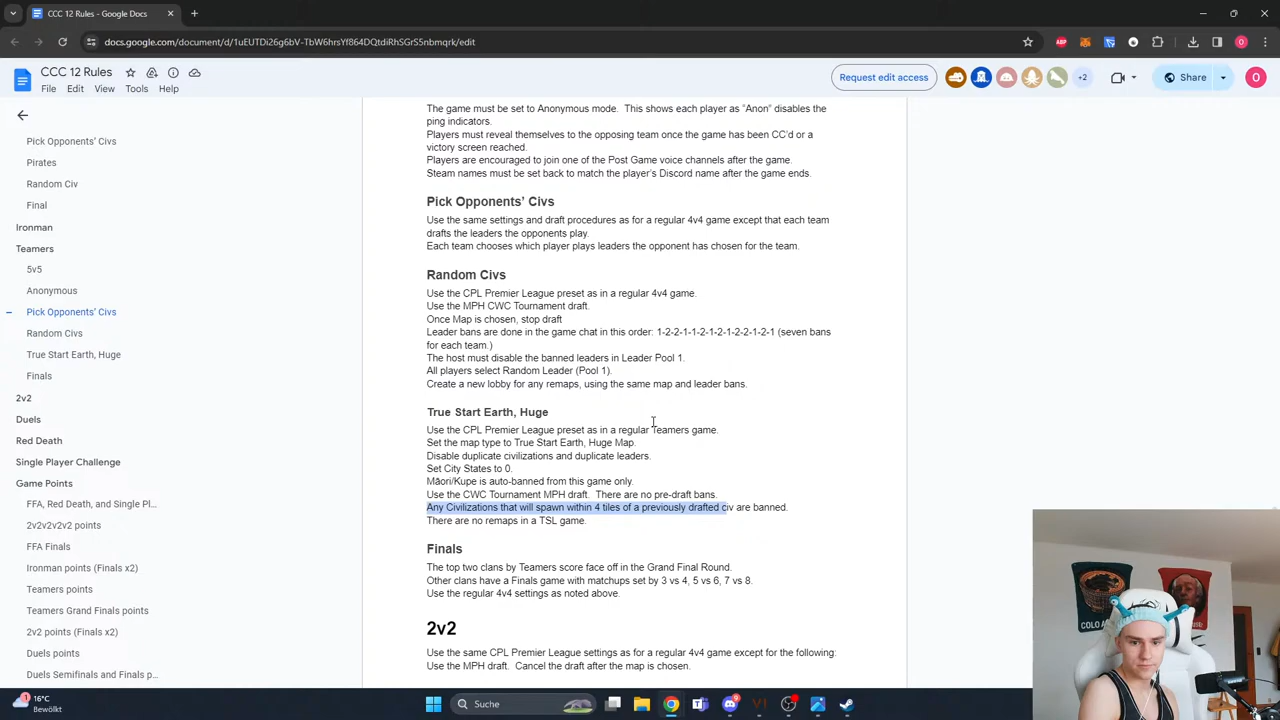 CCC 12 Rules - Google Docs
docs.google.com/document/d/1uEUTDi26g6bV-TbW6hrsYf864DQtdiRhSGrS5nbmqrk/edit
CCC 12 Rules
Request edit access
+2
Share
O
File Edit View Tools Help
Pick Opponents' Civs
Pirates
Random Civ
Final
Ironman
Teamers
5v5
Anonymous
Pick Opponents' Civs
Random Civs
True Start Earth, Huge
Finals
2v2
Duels
Red Death
Single Player Challenge
Game Points
FFA, Red Death, and Single Pl...
2v2v2v2v2 points
FFA Finals
Ironman points (Finals x2)
Teamers points
Teamers Grand Finals points
2v2 points (Finals x2)
Duels points
Duels Semifinals and Finals p...
The game must be set to Anonymous mode. This shows each player as "Anon" disables the
ping indicators.
Players must reveal themselves to the opposing team once the game has been CC'd or a
victory screen reached.
Players are encouraged to join one of the Post Game voice channels after the game.
Steam names must be set back to match the player's Discord name after the game ends.
Pick Opponents' Civs
Use the same settings and draft procedures as for a regular 4v4 game except that each team
drafts the leaders the opponents play.
Each team chooses which player plays leaders the opponent has chosen for the team.
Random Civs
Use the CPL Premier League preset as in a regular 4v4 game.
Use the MPH CWC Tournament draft.
Once Map is chosen, stop draft
Leader bans are done in the game chat in this order: 1-2-2-1-1-2-1-2-1-2-2-1-2-1 (seven bans
for each team.)
The host must disable the banned leaders in Leader Pool 1.
All players select Random Leader (Pool 1).
Create a new lobby for any remaps, using the same map and leader bans.
True Start Earth, Huge
Use the CPL Premier League preset as in a regular Teamers game.
Set the map type to True Start Earth, Huge Map.
Disable duplicate civilizations and duplicate leaders.
Set City States to 0.
Māori/Kupe is auto-banned from this game only.
Use the CWC Tournament MPH draft. There are no pre-draft bans.
Any Civilizations that will spawn within 4 tiles of a previously drafted civ are banned.
There are no remaps in a TSL game.
Finals
The top two clans by Teamers score face off in the Grand Final Round.
Other clans have a Finals game with matchups set by 3 vs 4, 5 vs 6, 7 vs 8.
Use the regular 4v4 settings as noted above.
2v2
Use the same CPL Premier League settings as for a regular 4v4 game except for the following:
Use the MPH draft. Cancel the draft after the map is chosen.
16°C
Bewölkt
Suche